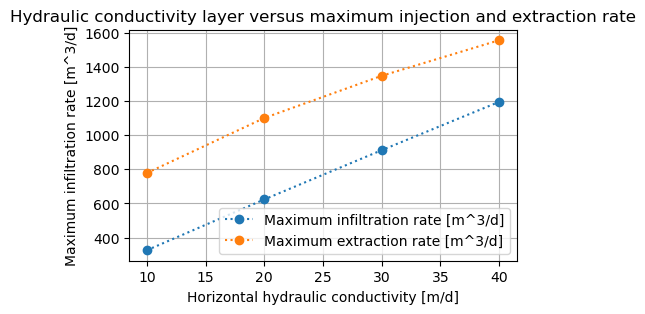 Hydraulic conductivity layer versus maximum injection and extraction rate
Maximum infiltration rate [m^3/d]
1600
1400
1200
1000
800
600
400
Maximum infiltration rate [m^3/d]
Maximum extraction rate [m^3/d]
10 15 20 25 30 35 40
Horizontal hydraulic conductivity [m/d]